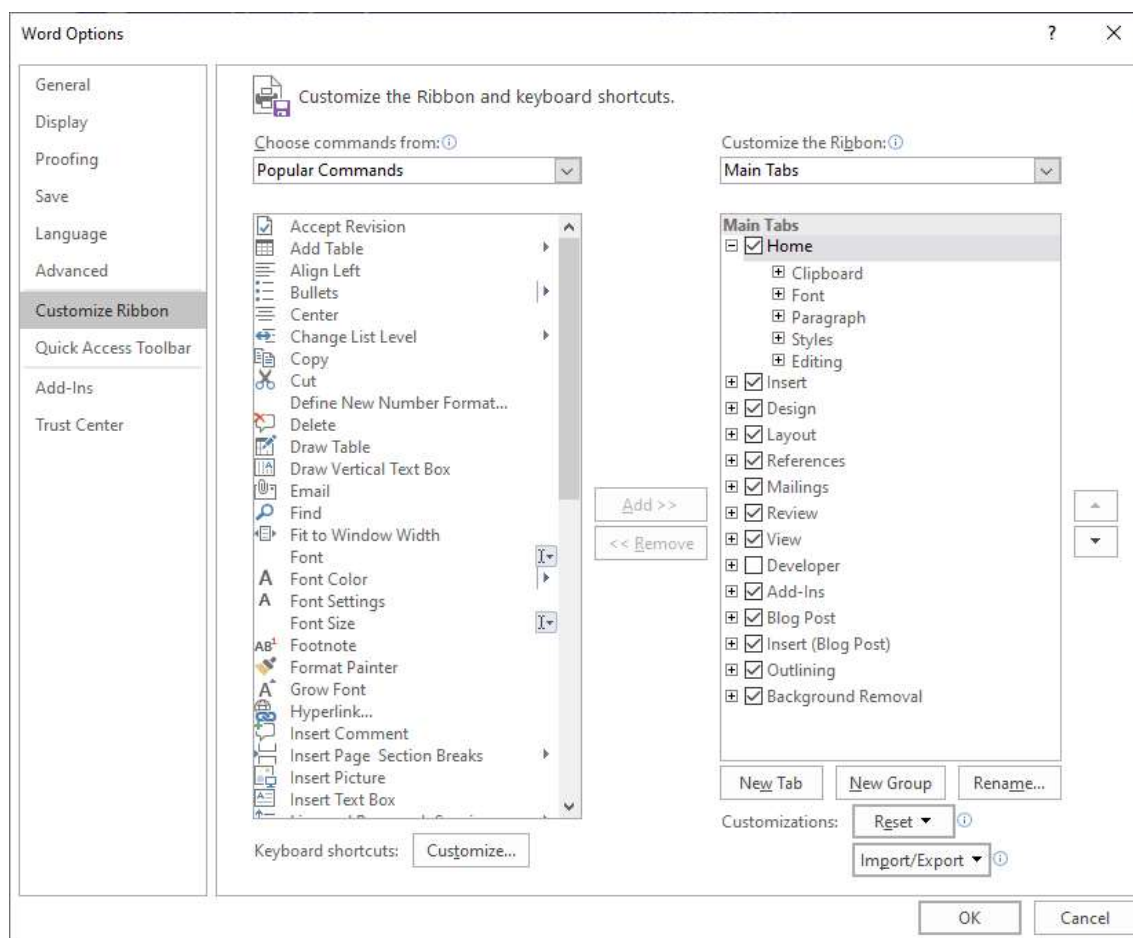 Word Options
?
General
Display
Proofing
Save
Language
Advanced
Customize Ribbon
Quick Access Toolbar
Add-Ins
Trust Center
Customize the Ribbon and keyboard shortcuts.
Choose commands from:
Popular Commands
Accept Revision
Add Table
Align Left
Bullets
Center
Change List Level
Copy
Cut
Define New Number Format...
Delete
Draw Table
Draw Vertical Text Box
Email
Find
Fit to Window Width
Font
Font Color
Font Settings
Font Size
Footnote
Format Painter
Grow Font
Hyperlink...
Insert Comment
Insert Page Section Breaks
Insert Picture
Insert Text Box
Keyboard shortcuts: Customize...
Add >>
<< Remove
Customize the Ribbon:
Main Tabs
Main Tabs
Home
Clipboard
Font
Paragraph
Styles
Editing
Insert
Design
Layout
References
Mailings
Review
View
Developer
Add-Ins
Blog Post
Insert (Blog Post)
Outlining
Background Removal
New Tab New Group Rename...
Customizations: Reset
Import/Export
OK Cancel